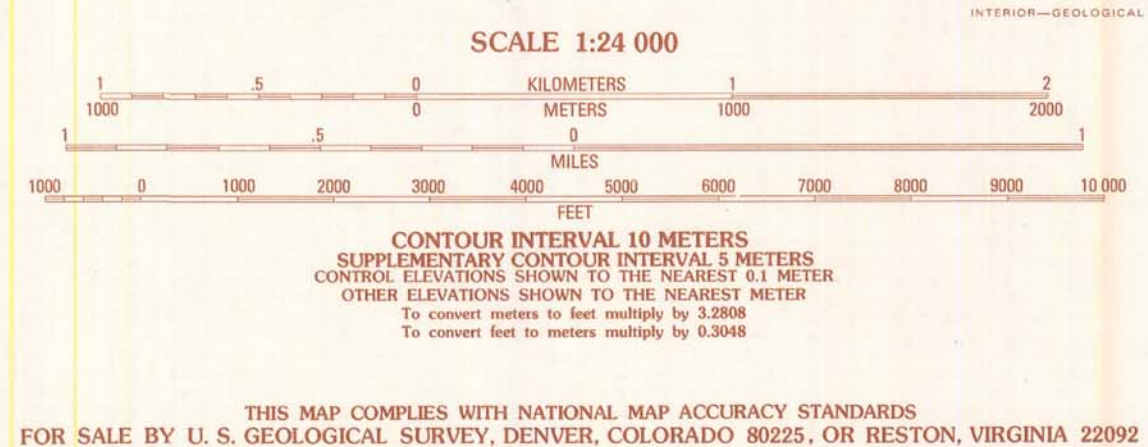 INTERIOR—GEOLOGICAL
SCALE 1:24 000
1 .5 0 KILOMETERS 1 2
1000 0 METERS 1000 2000
1 .5 0 1
MILES
1000 0 1000 2000 3000 4000 5000 6000 7000 8000 9000 10 000
FEET
CONTOUR INTERVAL 10 METERS
SUPPLEMENTARY CONTOUR INTERVAL 5 METERS
CONTROL ELEVATIONS SHOWN TO THE NEAREST 0.1 METER
OTHER ELEVATIONS SHOWN TO THE NEAREST METER
To convert meters to feet multiply by 3.2808
To convert feet to meters multiply by 0.3048
THIS MAP COMPLIES WITH NATIONAL MAP ACCURACY STANDARDS
FOR SALE BY U. S. GEOLOGICAL SURVEY, DENVER, COLORADO 80225, OR RESTON, VIRGINIA 22092